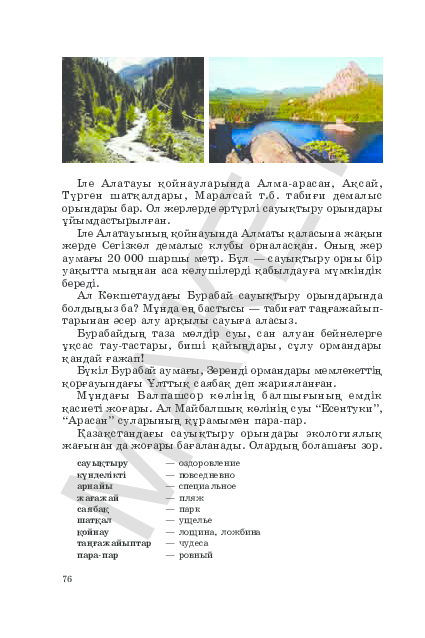 Іле Алатауы қойнауларында Алма-арасан, Ақсай,
Түрген шатқалдары, Маралсай т.б. табиғи демалыс
орындары бар. Ол жерлерде әртүрлі сауықтыру орындары
ұйымдастырылған.
Іле Алатауының қойнауында Алматы қаласына жақын
жерде Сегізкөл демалыс клубы орналасқан. Оның жер
аумағы 20 000 шаршы метр. Бұл — сауықтыру орны бір
уақытта мыңнан аса келушілерді қабылдауға мүмкіндік
береді.
Ал Көкшетаудағы Бурабай сауықтыру орындарында
болдыңыз ба? Мұнда ең бастысы — табиғат таңғажайып-
тарынан әсер алу арқылы сауыға аласыз.
Бурабайдың таза мөлдір суы, сан алуан бейнелерге
ұқсас тау-тастары, биші қайыңдары, сұлу ормандары
қандай ғажап!
Бүкіл Бурабай аумағы, Зеренді ормандары мемлекеттің
қорғауындағы Ұлттық саябақ деп жарияланған.
Мұндағы Балпашсор көлінің балшығының емдік
қасиеті жоғары. Ал Майбалшық көлінің суы “Есентуки”,
“Арасан” суларының құрамымен пара-пар.
Қазақстандағы сауықтыру орындары экологиялық
жағынан да жоғары бағаланады. Олардың болашағы зор.
сауықтыру — оздоровление
күнделікті — повседневно
арнайы — специальное
жағажай — пляж
саябақ — парк
шатқал — ущелье
қойнау — лощина, ложбина
таңғажайыптар — чудеса
пара-пар — ровный
76
МАКЕТ